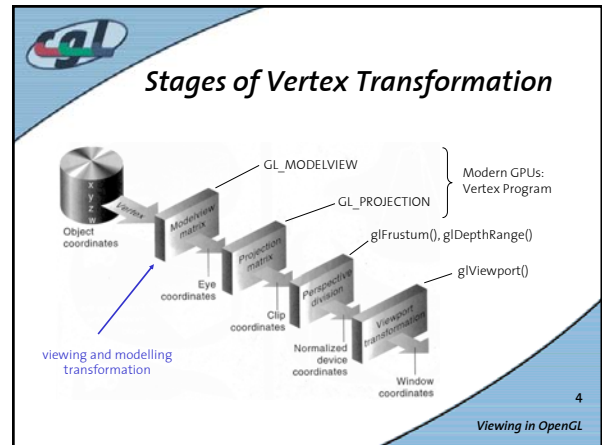 cgL
Stages of Vertex Transformation
GL_MODELVIEW
Modern GPUs:
Vertex Program
GL_PROJECTION
glFrustum(), glDepthRange()
glViewport()
x
y
z
w
Vertex
Object
coordinates
Modelview
matrix
Eye
coordinates
Projection
matrix
Clip
coordinates
Perspective
division
Normalized
device
coordinates
Viewport
transformation
Window
coordinates
viewing and modelling
transformation
4
Viewing in OpenGL